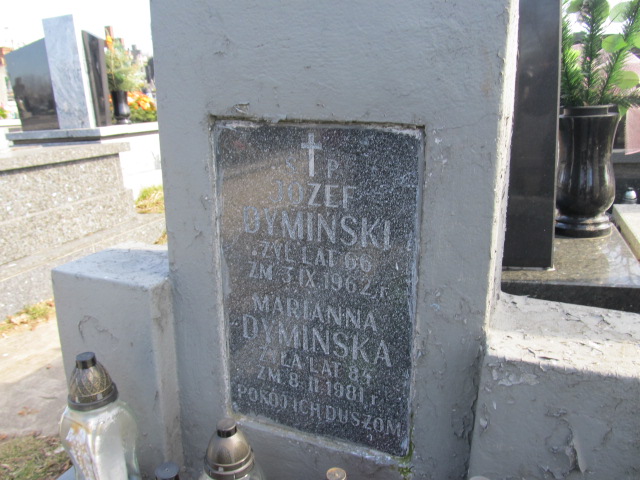 Ś † P
JÓZEF
DYMIŃSKI
ŻYŁ LAT 66
ZM 3.IX 1962 r.
MARIANNA
DYMIŃSKA
ŻYŁA LAT 84
ZM 8.II 1981 r.
POKÓJ ICH DUSZOM